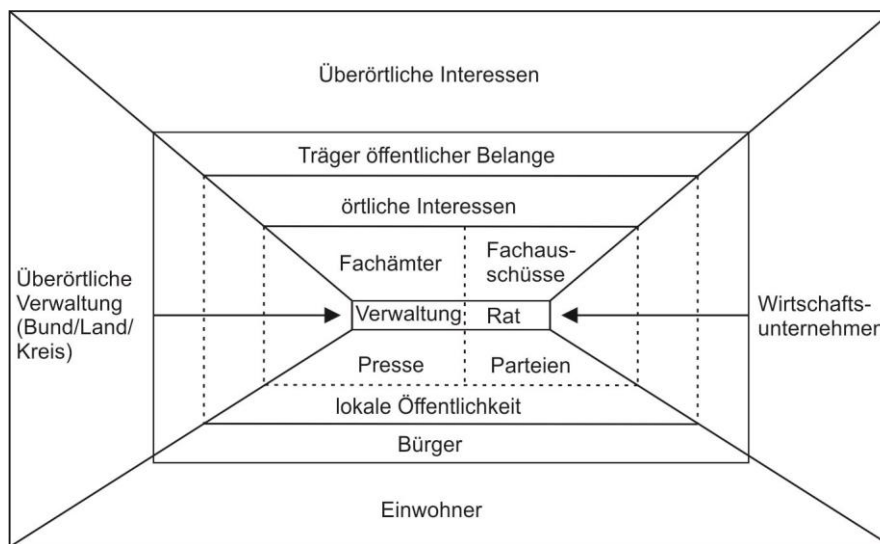 Überörtliche Interessen
Träger öffentlicher Belange
örtliche Interessen
Fachämter
Fachaus-
schüsse
Überörtliche
Verwaltung
(Bund/Land/
Kreis)
Verwaltung
Rat
Wirtschafts-
unternehmen
Presse
Parteien
lokale Öffentlichkeit
Bürger
Einwohner